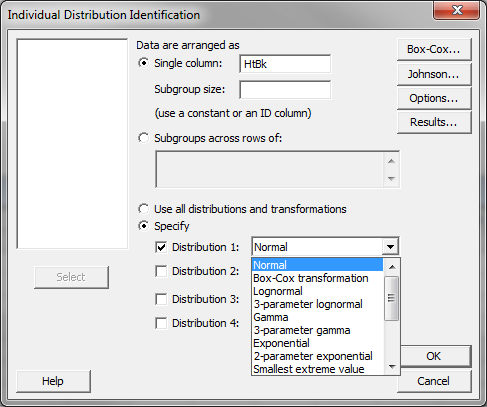 Individual Distribution Identification
Data are arranged as
Single column: HtBk
Subgroup size:
(use a constant or an ID column)
Subgroups across rows of:
Box-Cox...
Johnson...
Options...
Results...
Use all distributions and transformations
Specify
Distribution 1: Normal
Distribution 2:
Distribution 3:
Distribution 4:
Normal
Box-Cox transformation
Lognormal
3-parameter lognormal
Gamma
3-parameter gamma
Exponential
2-parameter exponential
Smallest extreme value
Select
Help
OK
Cancel